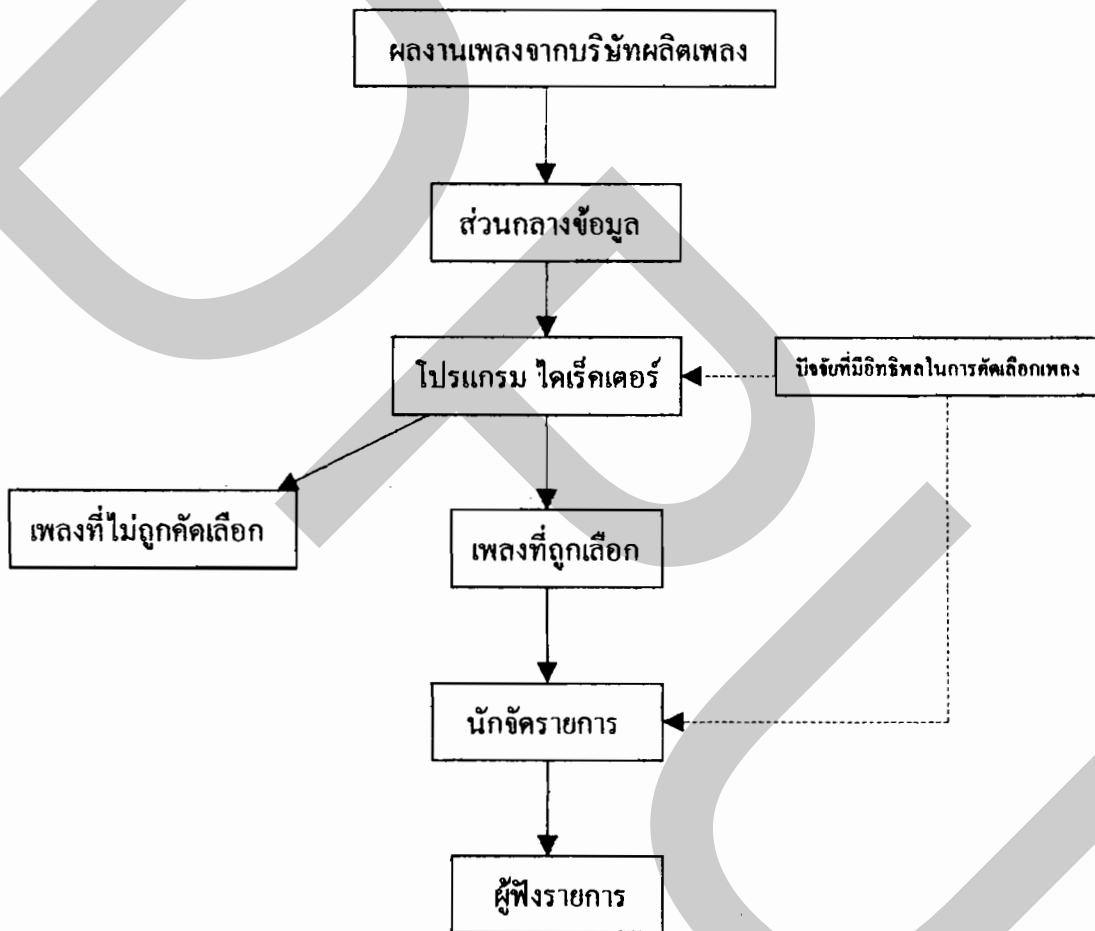 ผลงานเพลงจากบริษัทผลิตเพลง
ส่วนกลางข้อมูล
โปรแกรม ไดเร็คเตอร์
ปัจจัยที่มีอิทธิพลในการคัดเลือกเพลง
เพลงที่ไม่ถูกคัดเลือก
เพลงที่ถูกเลือก
นักจัดรายการ
ผู้ฟังรายการ